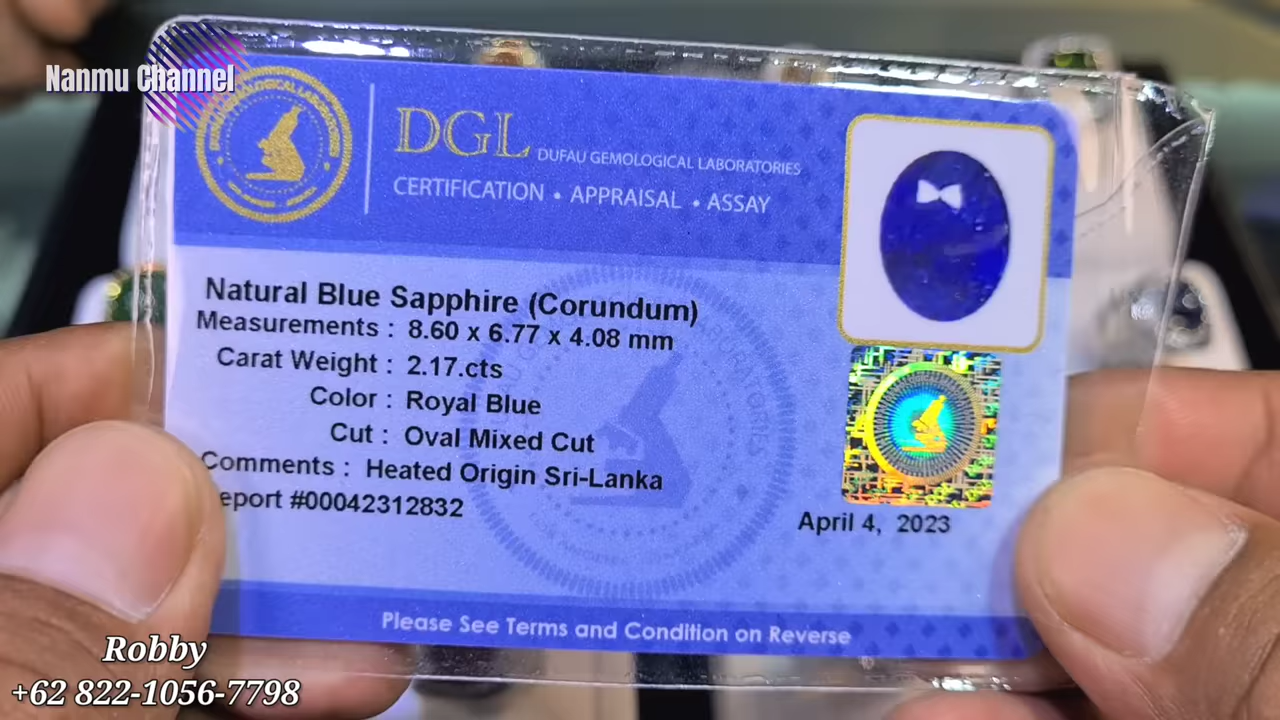 Nanmu Channel
DGL
DUFAU GEMOLOGICAL LABORATORIES
CERTIFICATION • APPRAISAL • ASSAY
Natural Blue Sapphire (Corundum)
Measurements : 8.60 x 6.77 x 4.08 mm
Carat Weight : 2.17.cts
Color : Royal Blue
Cut : Oval Mixed Cut
Comments : Heated Origin Sri-Lanka
eport #00042312832
April 4, 2023
Please See Terms and Condition on Reverse
Robby
+62 822-1056-7798